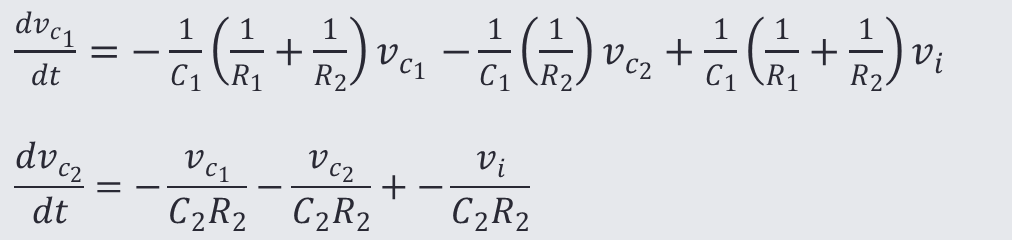 dv_{c_1}/dt = − 1/C_1 (1/R_1 + 1/R_2) v_{c_1} − 1/C_1 (1/R_2) v_{c_2} + 1/C_1 (1/R_1 + 1/R_2) v_i
dv_{c_2}/dt = − v_{c_1}/C_2R_2 − v_{c_2}/C_2R_2 + − v_i/C_2R_2